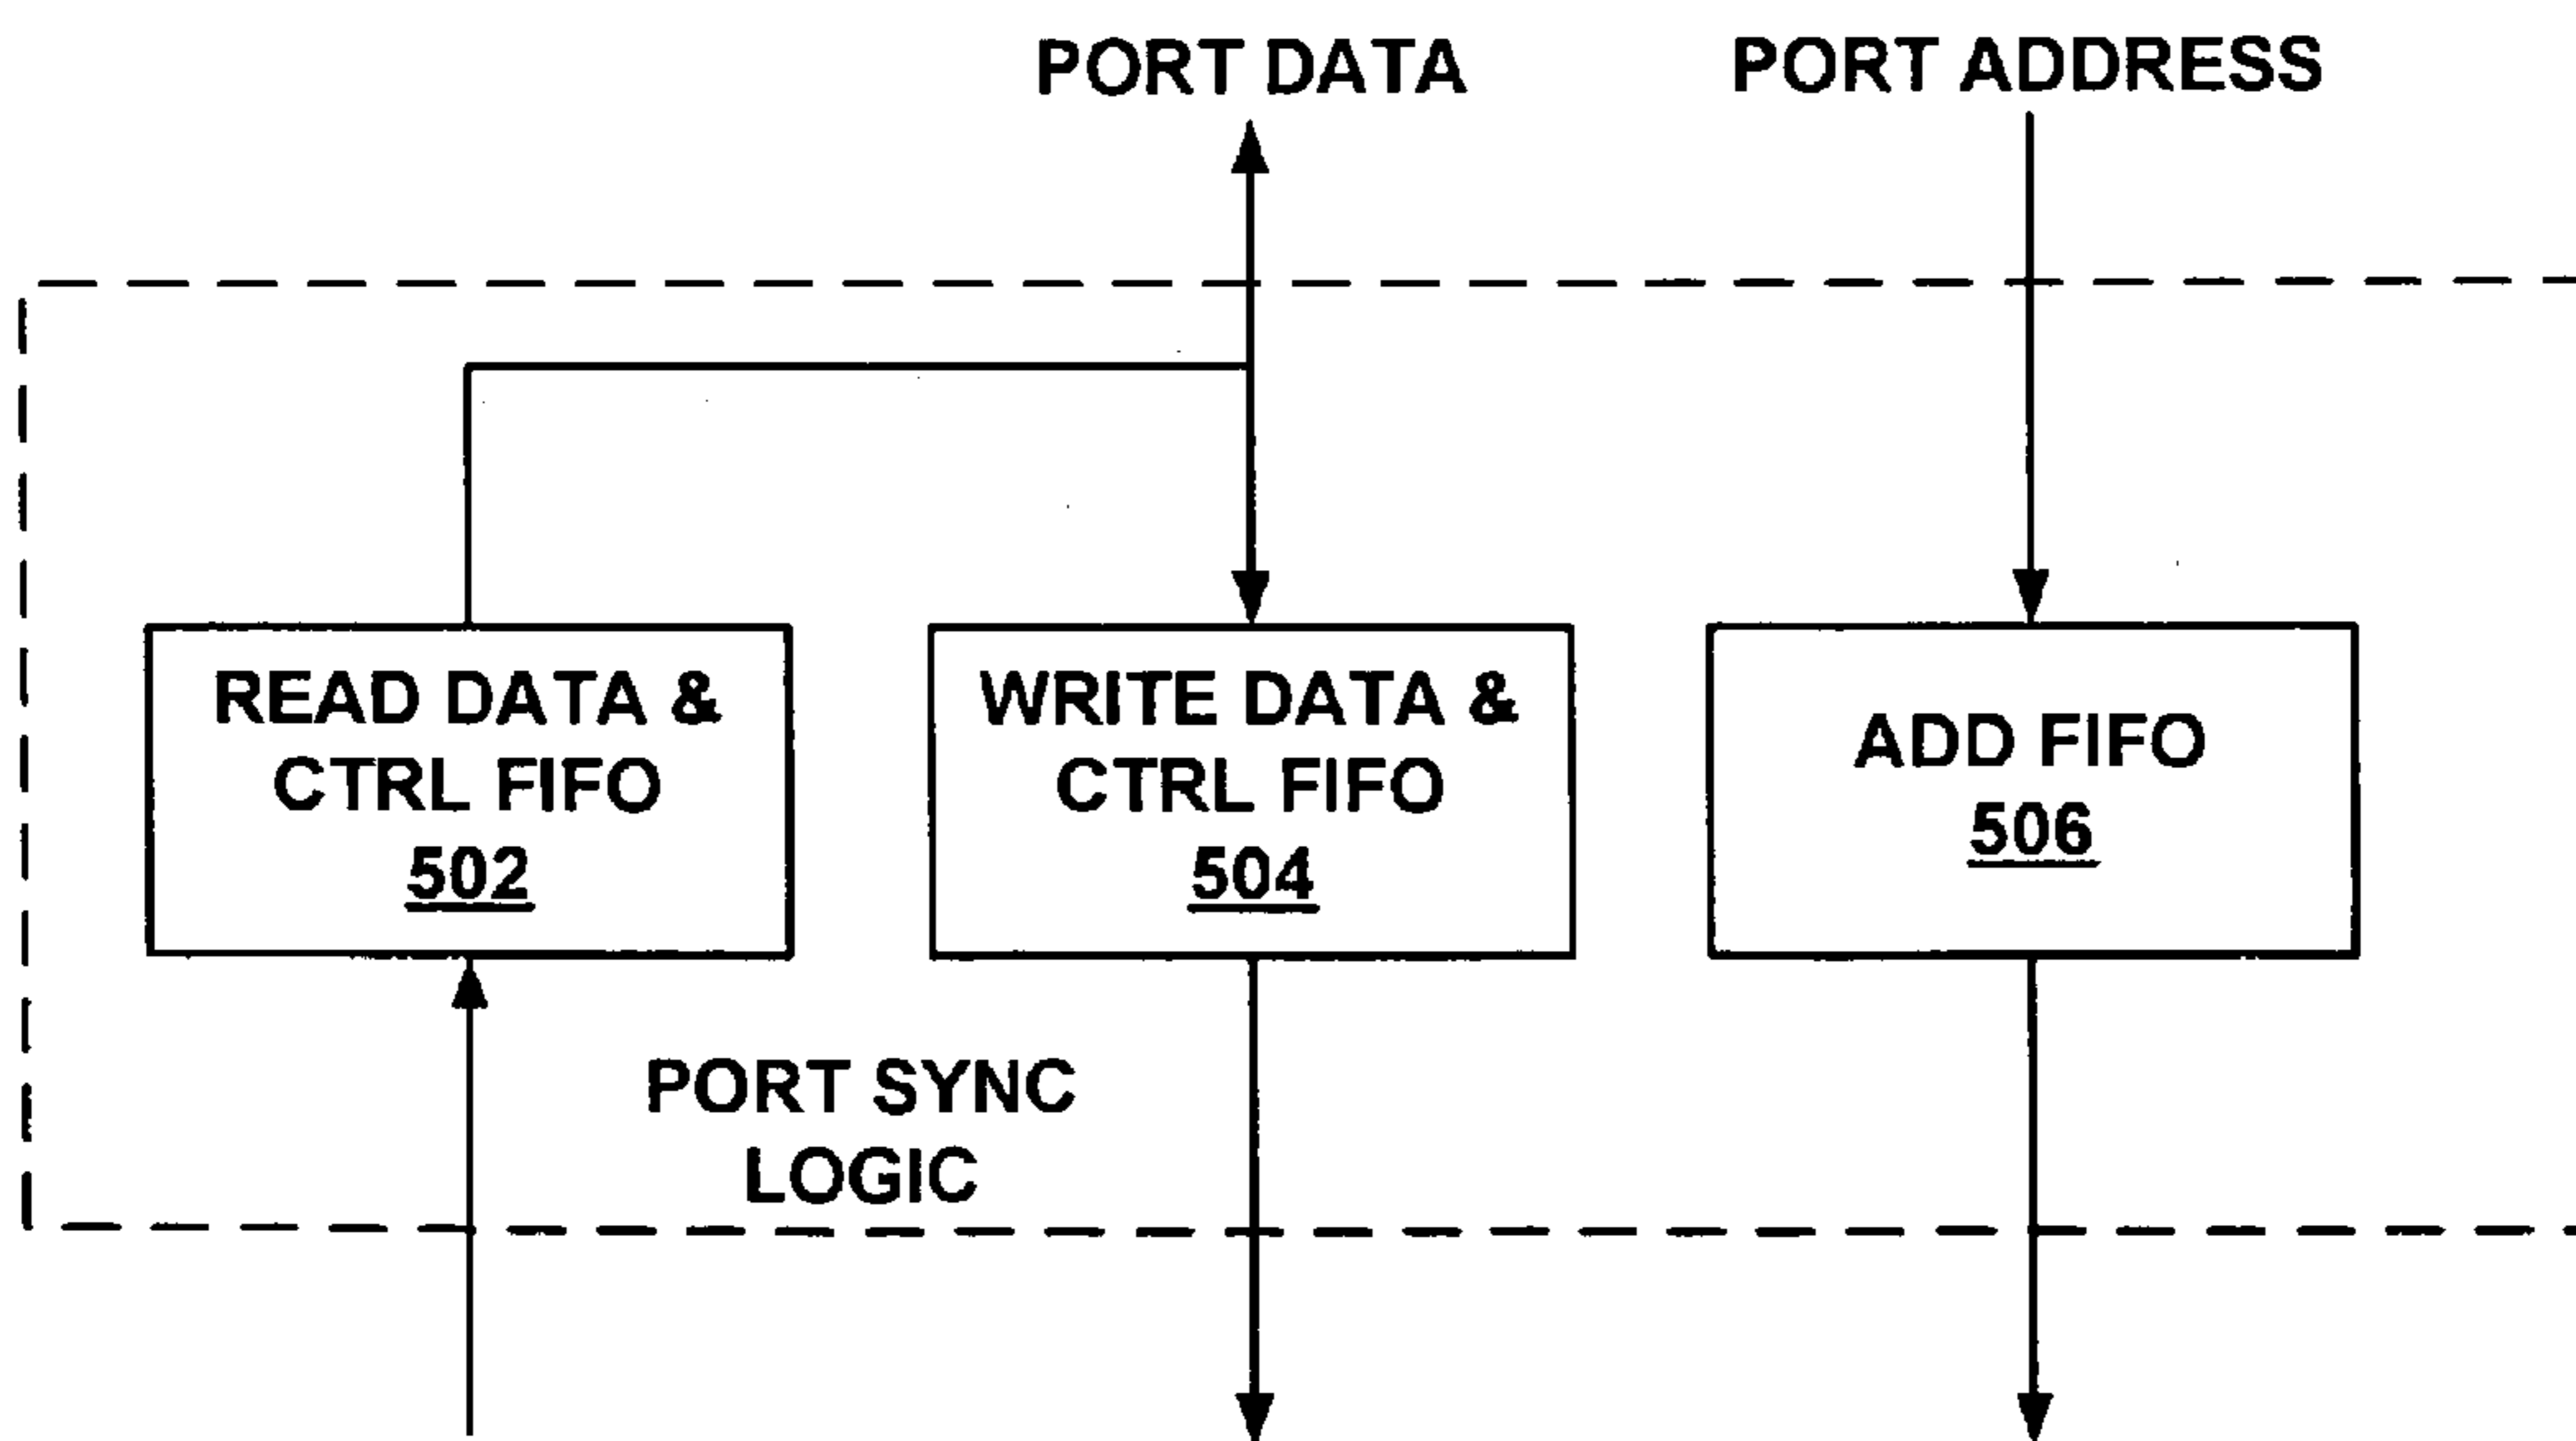 PORT DATA
PORT ADDRESS
READ DATA &
CTRL FIFO
502
WRITE DATA &
CTRL FIFO
504
ADD FIFO
506
PORT SYNC
LOGIC